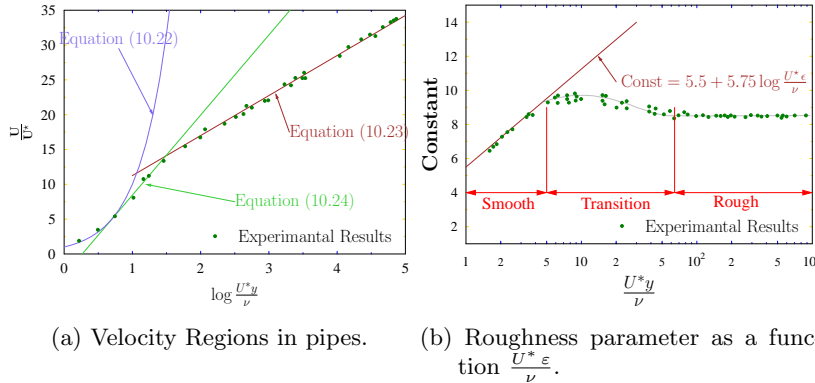 35
30
25
20
15
10
5
0
U/U*
Equation (10.22)
Equation (10.23)
Equation (10.24)
Experimantal Results
0 1 2 3 4 5
log U*y/ν
(a) Velocity Regions in pipes.
14
12
10
8
6
4
2
Constant
Const = 5.5 + 5.75 log U*ϵ/ν
Smooth Transition Rough
Experimantal Results
1 2 5 10 2 5 10² 2 5 10
U*y/ν
(b) Roughness parameter as a func-
tion U* ε/ν.